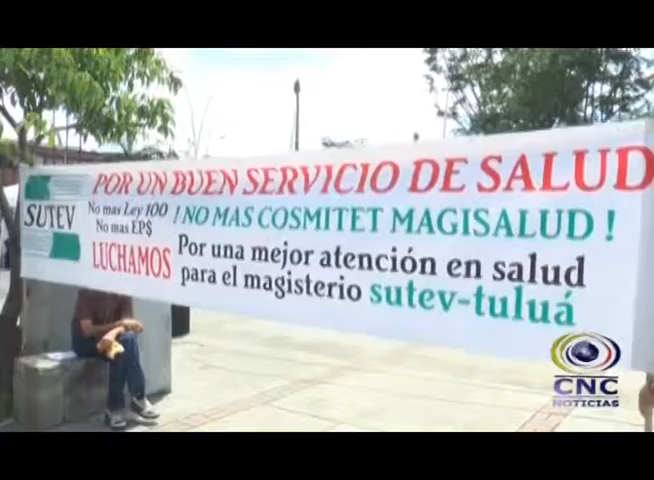 POR UN BUEN SERVICIO DE SALUD
SUTEV
No mas Ley 100
No mas EP$
LUCHAMOS
! NO MAS COSMITET MAGISALUD !
Por una mejor atención en salud
para el magisterio sutev-tuluá
CNC
NOTICIAS